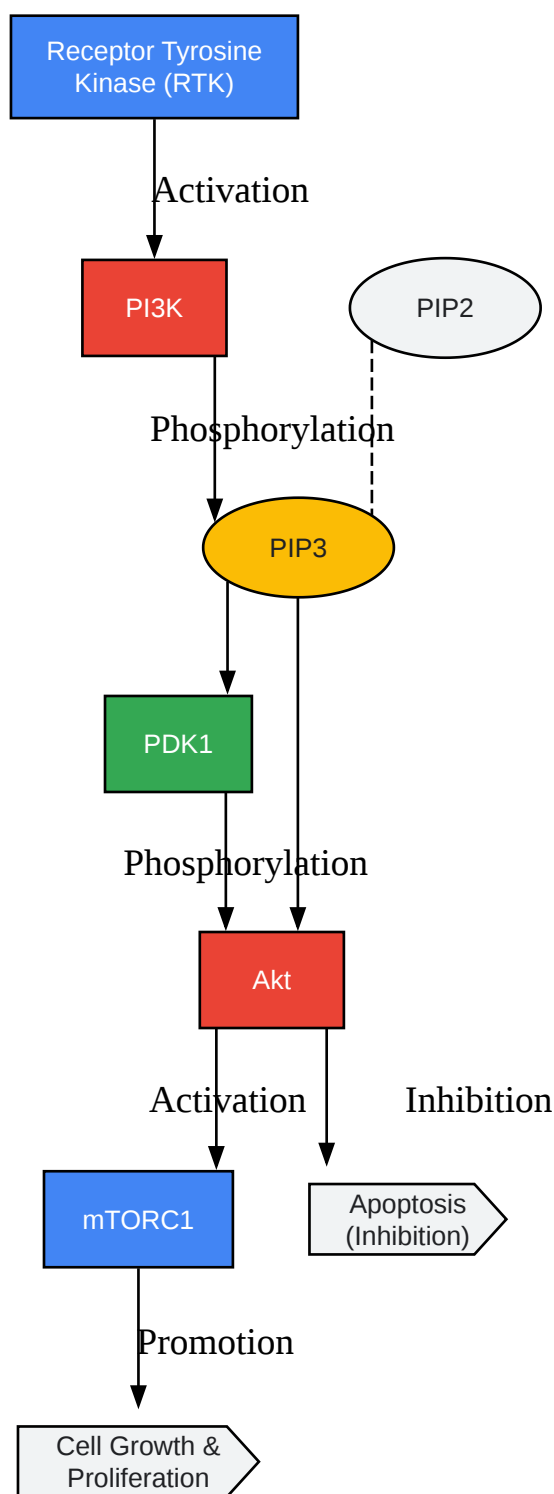 Receptor Tyrosine
Kinase (RTK)
Activation
PI3K
PIP2
Phosphorylation
PIP3
PDK1
Phosphorylation
Akt
Activation
Inhibition
mTORC1
Apoptosis
(Inhibition)
Promotion
Cell Growth &
Proliferation